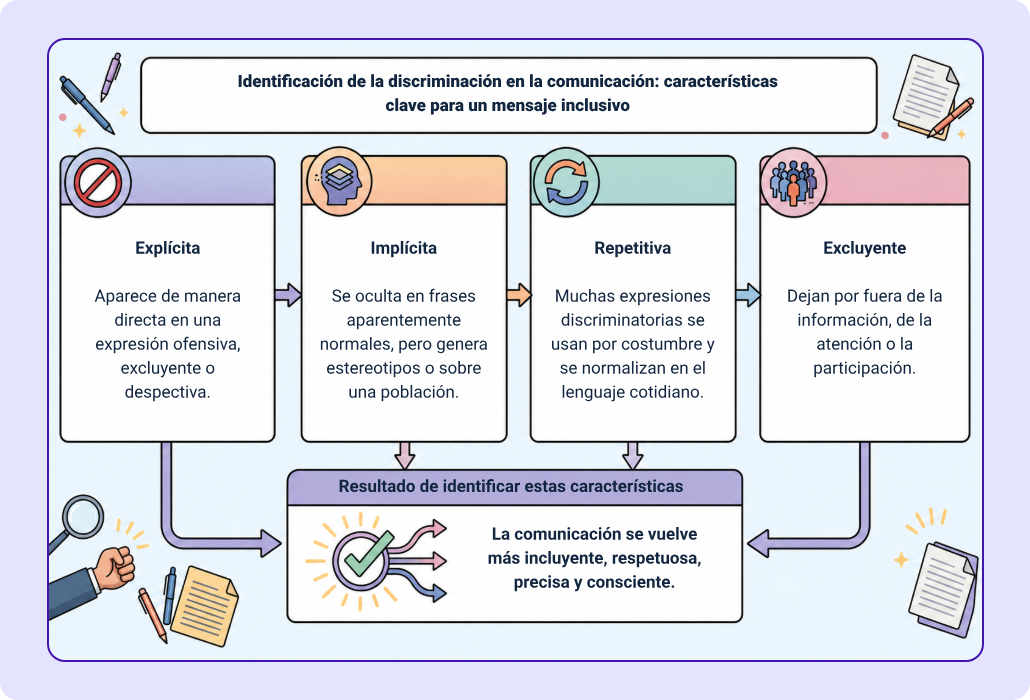 Identificación de la discriminación en la comunicación: características
clave para un mensaje inclusivo
Explícita
Aparece de manera
directa en una
expresión ofensiva,
excluyente o
despectiva.
Implícita
Se oculta en frases
aparentemente
normales, pero genera
estereotipos o sobre
una población.
Repetitiva
Muchas expresiones
discriminatorias se
usan por costumbre y
se normalizan en el
lenguaje cotidiano.
Excluyente
Dejan por fuera de la
información, de la
atención o la
participación.
Resultado de identificar estas características
La comunicación se vuelve
más incluyente, respetuosa,
precisa y consciente.